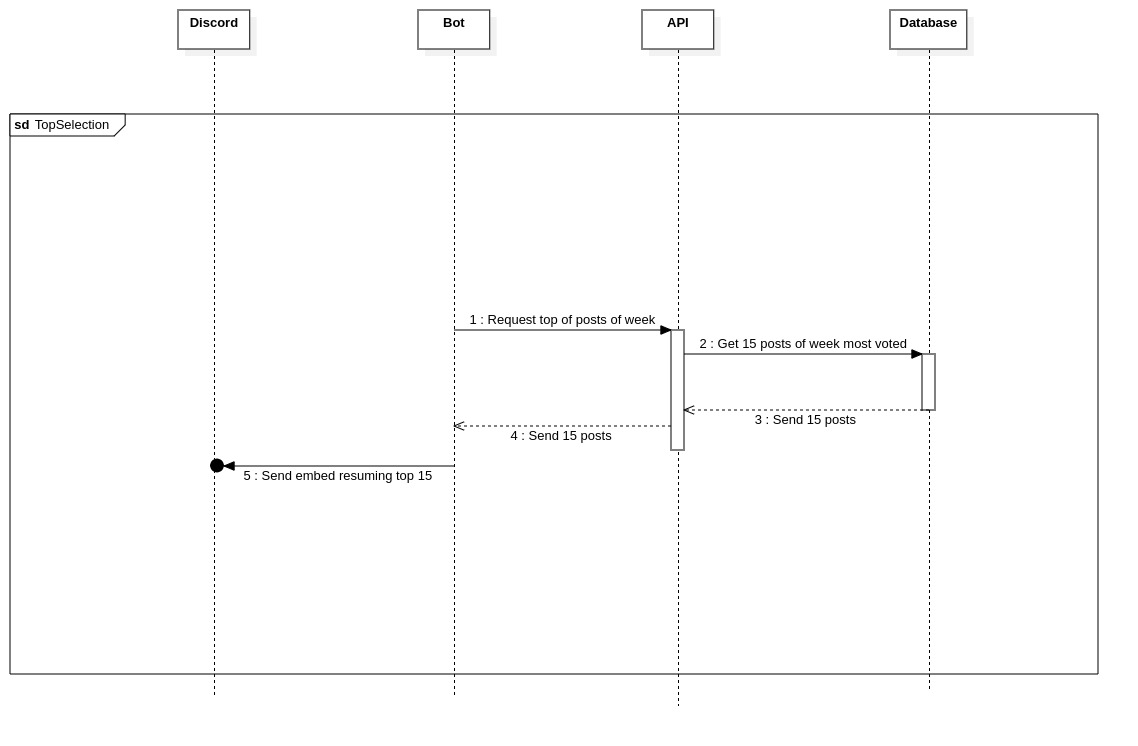 Discord
Bot
API
Database
sd TopSelection
1 : Request top of posts of week
2 : Get 15 posts of week most voted
3 : Send 15 posts
4 : Send 15 posts
5 : Send embed resuming top 15